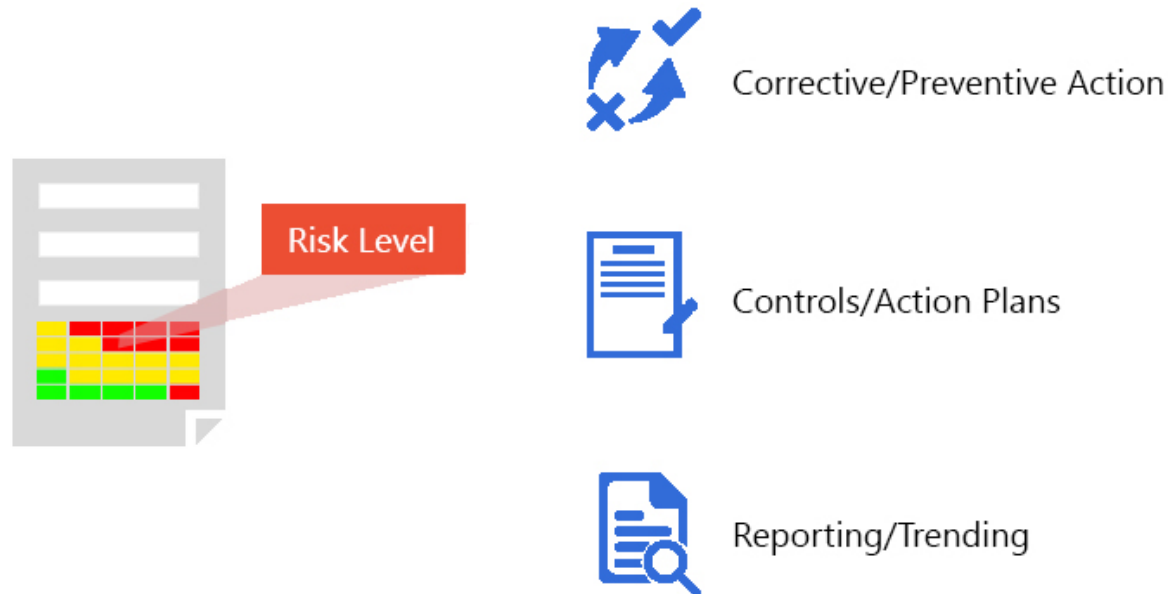 Corrective/Preventive Action
Risk Level
Controls/Action Plans
Reporting/Trending